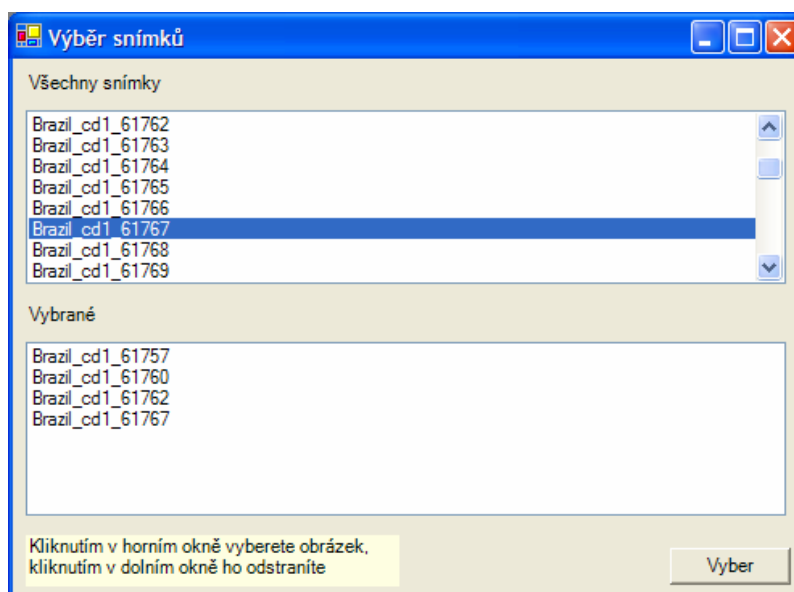 Výběr snímků
Všechny snímky
Brazil_cd1_61762
Brazil_cd1_61763
Brazil_cd1_61764
Brazil_cd1_61765
Brazil_cd1_61766
Brazil_cd1_61767
Brazil_cd1_61768
Brazil_cd1_61769
Vybrané
Brazil_cd1_61757
Brazil_cd1_61760
Brazil_cd1_61762
Brazil_cd1_61767
Kliknutím v horním okně vyberete obrázek,
kliknutím v dolním okně ho odstraníte
Vyber